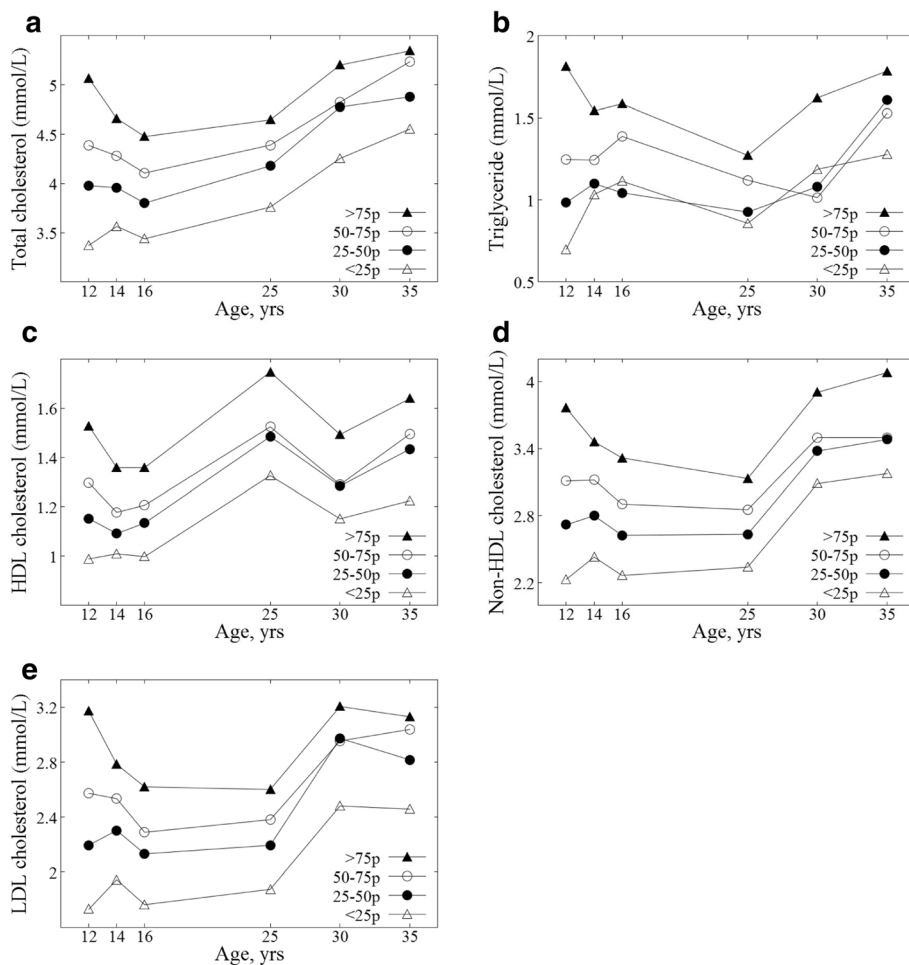 a
Total cholesterol (mmol/L)
5
4.5
4
3.5
>75p
50-75p
25-50p
<25p
12 14 16 25 30 35
Age, yrs
b
Triglyceride (mmol/L)
2
1.5
1
0.5
>75p
50-75p
25-50p
<25p
12 14 16 25 30 35
Age, yrs
c
HDL cholesterol (mmol/L)
1.6
1.4
1.2
1
>75p
50-75p
25-50p
<25p
12 14 16 25 30 35
Age, yrs
d
Non-HDL cholesterol (mmol/L)
4
3.4
2.8
2.2
>75p
50-75p
25-50p
<25p
12 14 16 25 30 35
Age, yrs
e
LDL cholesterol (mmol/L)
3.2
2.8
2.4
2
>75p
50-75p
25-50p
<25p
12 14 16 25 30 35
Age, yrs